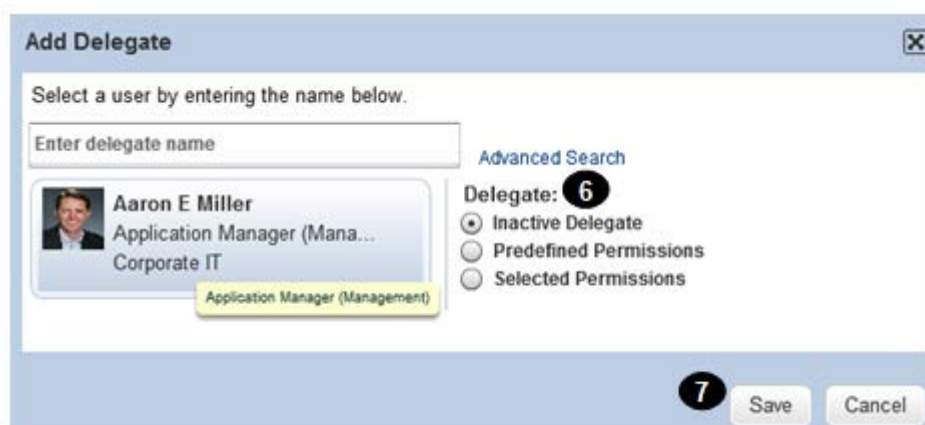 Add Delegate
Select a user by entering the name below.
Enter delegate name
Advanced Search
Aaron E Miller
Application Manager (Mana...
Corporate IT
Application Manager (Management)
Delegate: 6
Inactive Delegate
Predefined Permissions
Selected Permissions
7 Save Cancel